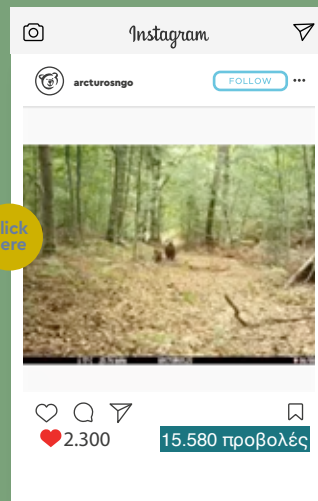 Instagram
arcturosngo
FOLLOW
lick
ere
2.300
15.580 προβολές